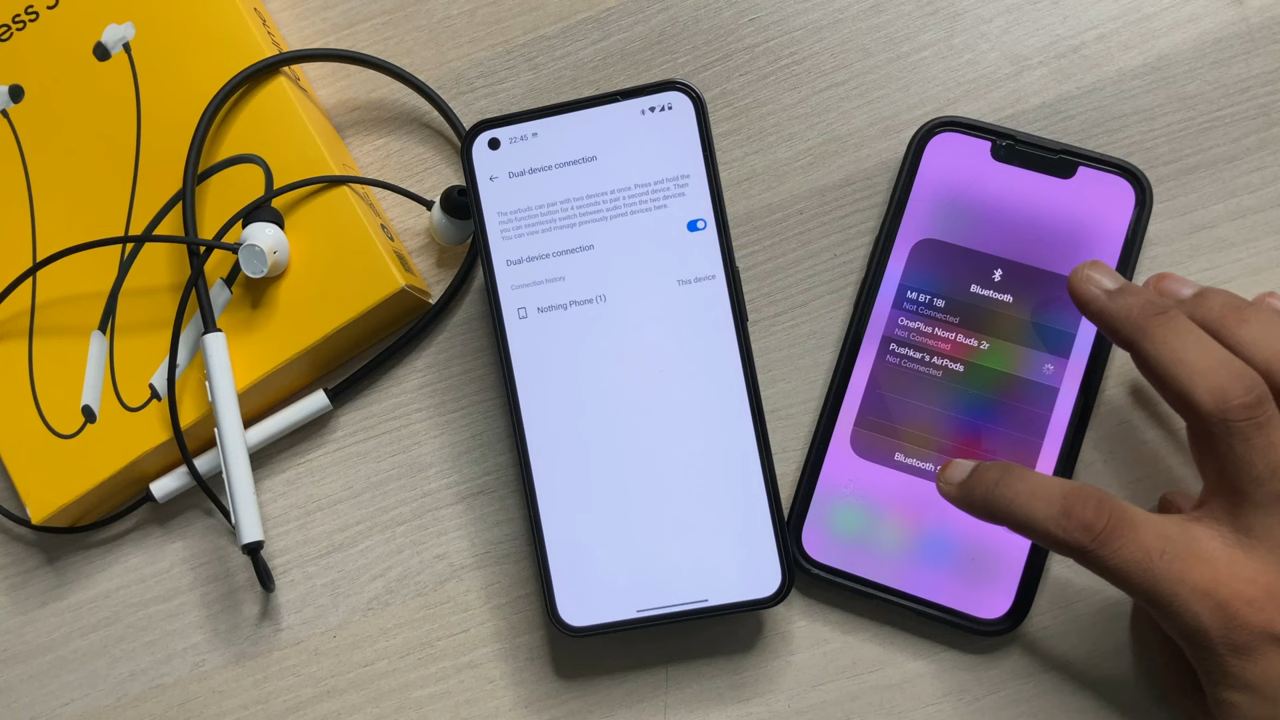 ess 3
realme
22:45
Dual-device connection
The earbuds can pair with two devices at once. Press and hold the
multi-function button for 4 seconds to pair a second device. Then
you can seamlessly switch between audio from the two devices.
You can view and manage previously paired devices here.
Dual-device connection
Connection history
Nothing Phone (1)
This device
Bluetooth
MI BT 18I
Not Connected
OnePlus Nord Buds 2r
Not Connected
Pushkar's AirPods
Not Connected
Bluetooth S